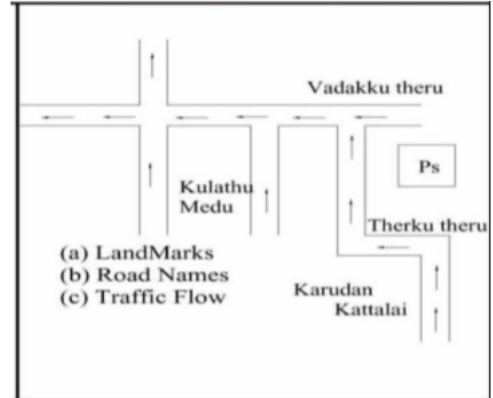 Vadakku theru
Ps
Kulathu
Medu
Therku theru
(a) LandMarks
(b) Road Names
(c) Traffic Flow
Karudan
Kattalai